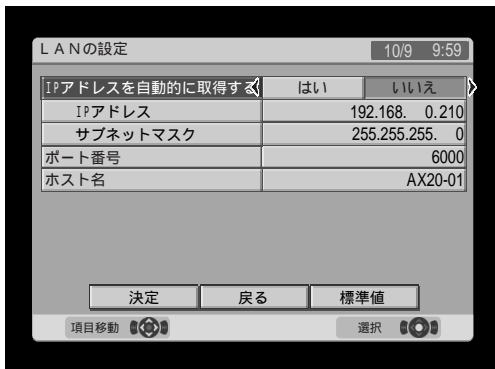 LANの設定 10/9 9:59
IPアドレスを自動的に取得する はい いいえ
IPアドレス 192.168. 0.210
サブネットマスク 255.255.255. 0
ポート番号 6000
ホスト名 AX20-01
決定 戻る 標準値
項目移動 選択